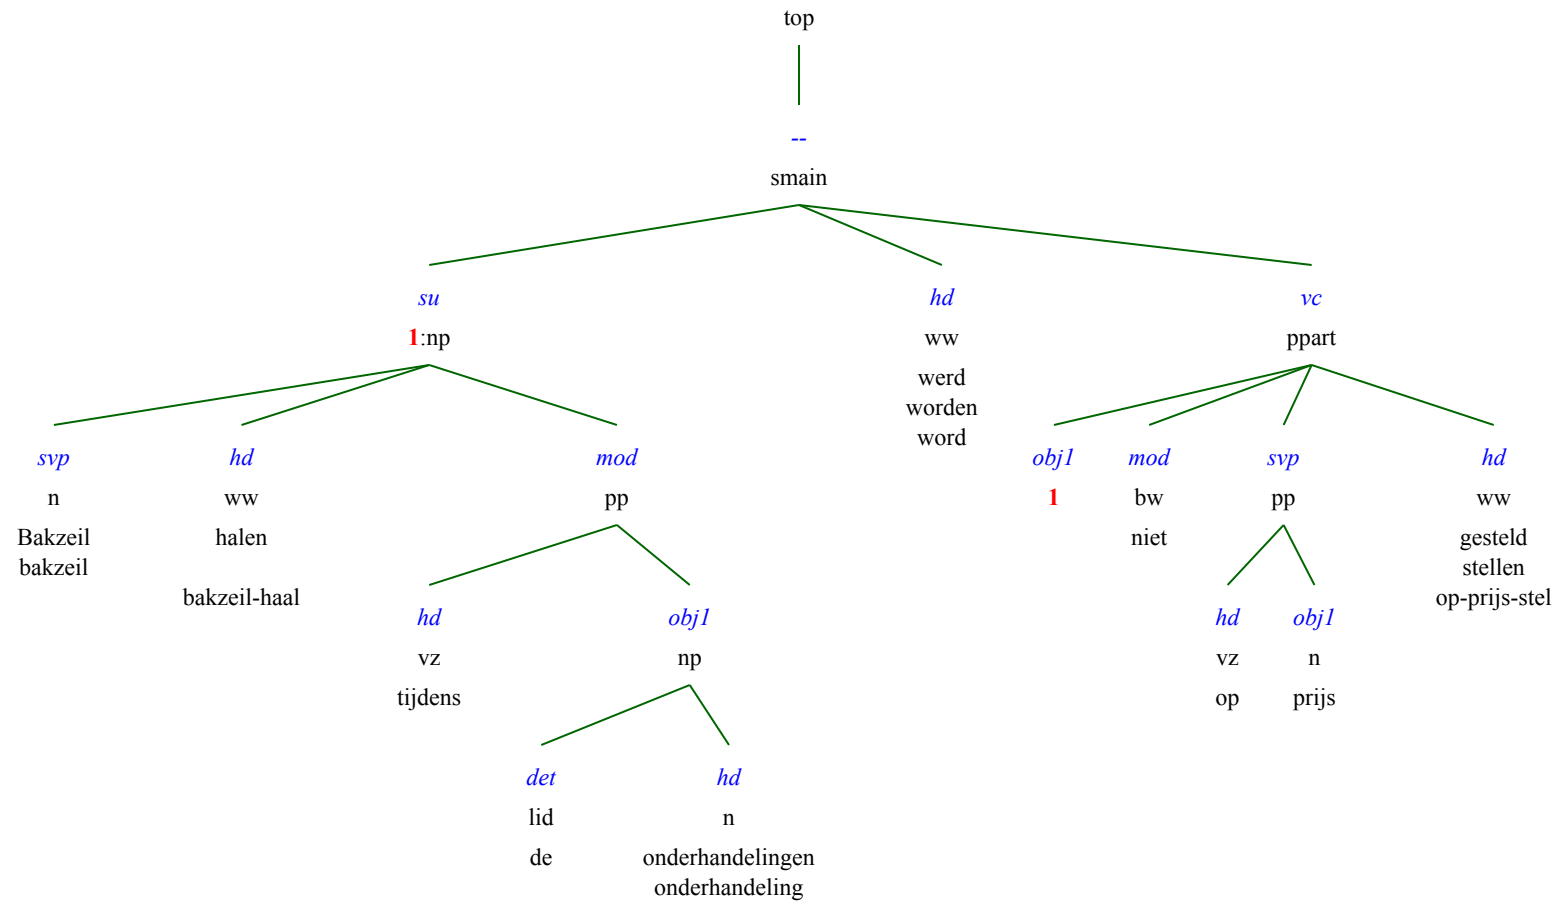 top
--
smain
su hd vc
1:np ww ppart
werd
worden
word
svp hd mod obj1 mod svp hd
n ww pp 1 bw pp ww
Bakzeil halen niet gesteld
bakzeil stellen
bakzeil-haal op-prijs-stel
hd obj1 hd obj1
vz np vz n
tijdens op prijs
det hd
lid n
de onderhandelingen
onderhandeling